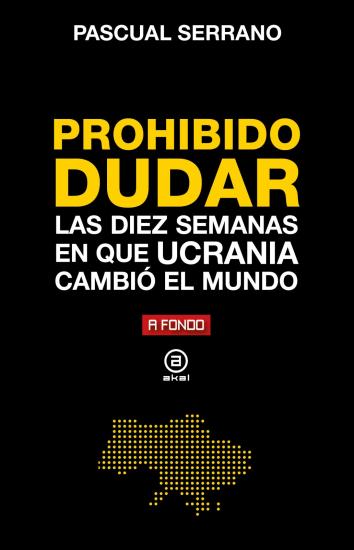 PASCUAL SERRANO
PROHIBIDO
DUDAR
LAS DIEZ SEMANAS
EN QUE UCRANIA
CAMBIÓ EL MUNDO
A FONDO
a
akal